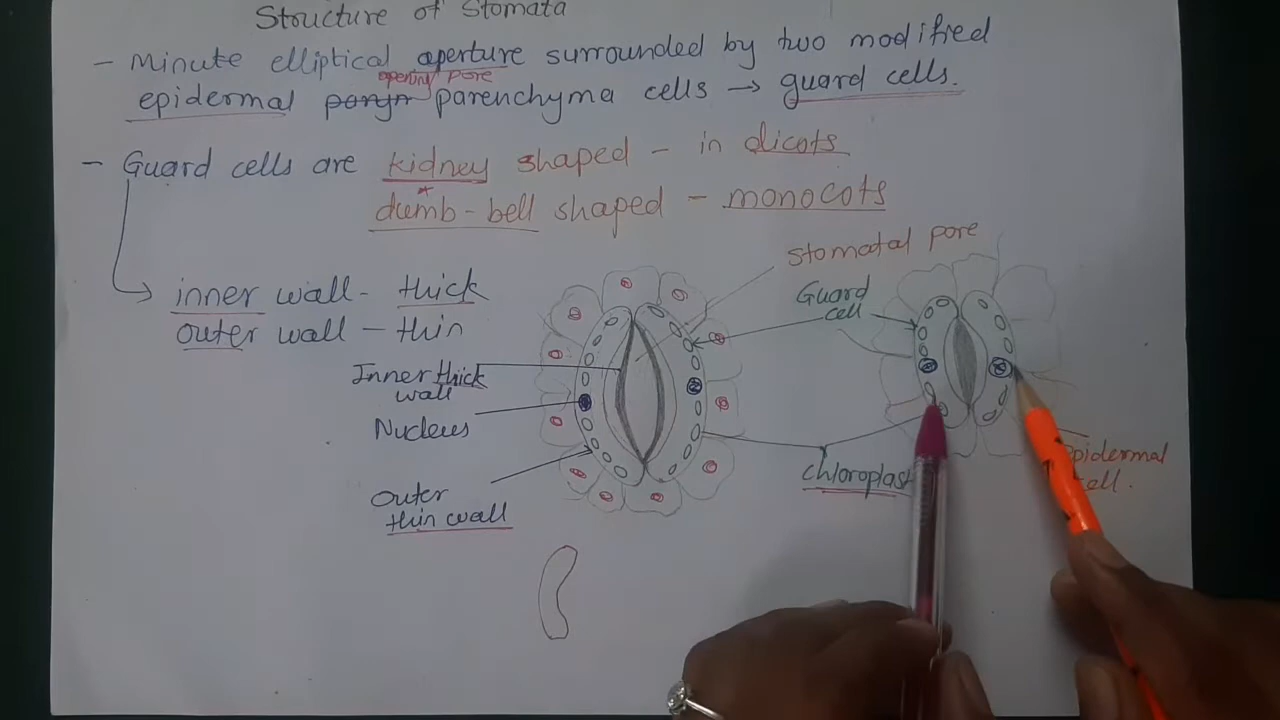 Structure of Stomata
- Minute elliptical aperture surrounded by two modified
opening pore
epidermal parenchyma cells → guard cells.
- Guard cells are kidney shaped - in dicots
dumb-bell shaped - monocots
stomatal pore
inner wall - thick
outer wall - thin
Guard
cell
Inner thick
wall
Nucleus
Epidermal
cell.
chloroplast
Outer
thin wall